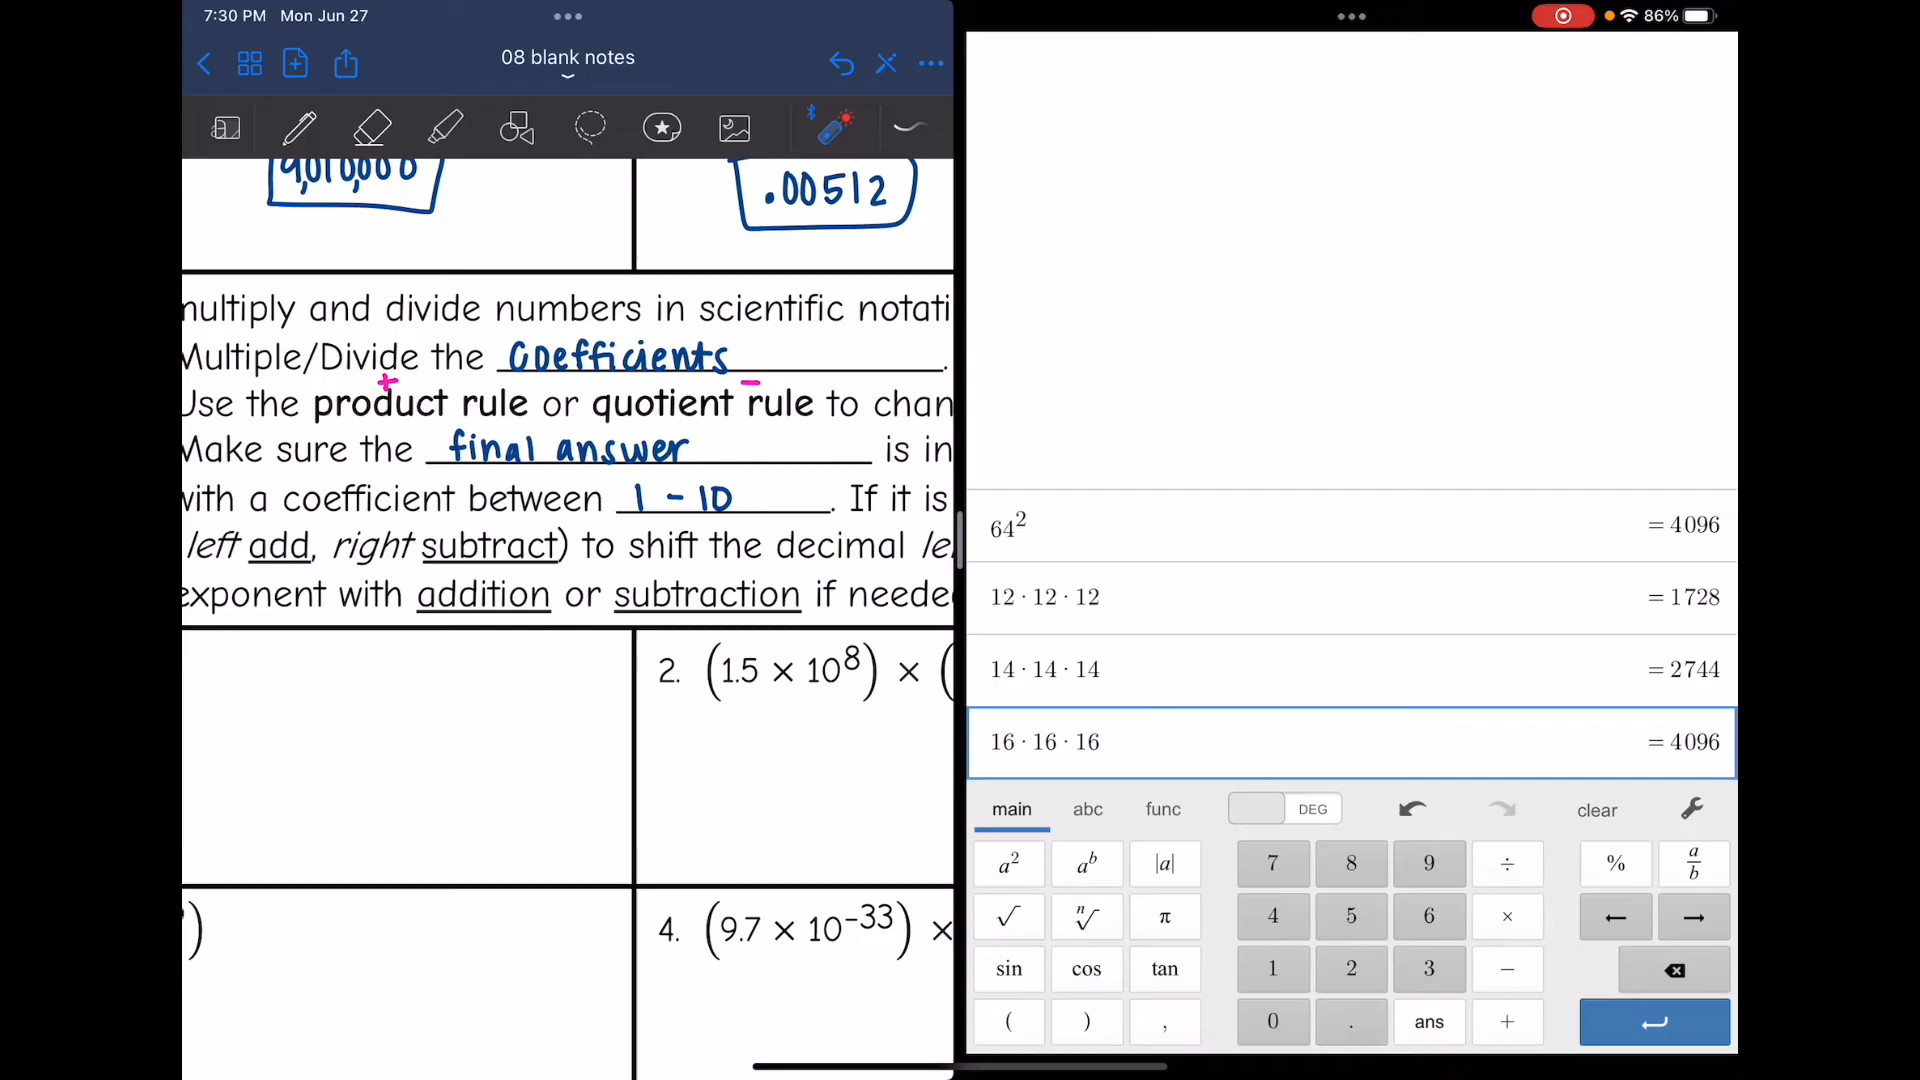 7:30 PM Mon Jun 27
86%
08 blank notes
9,010,000
.00512
multiply and divide numbers in scientific notati
Multiple/Divide the coefficients.
+ −
Use the product rule or quotient rule to chan
Make sure the final answer is in
with a coefficient between 1 - 10. If it is
left add, right subtract) to shift the decimal le
exponent with addition or subtraction if neede
2. (1.5 × 10^8) × (
)
4. (9.7 × 10^-33) ×
64^2 = 4096
12 · 12 · 12 = 1728
14 · 14 · 14 = 2744
16 · 16 · 16 = 4096
main abc func DEG clear
a^2 a^b |a| 7 8 9 ÷ % a/b
√ n√ π 4 5 6 × ← →
sin cos tan 1 2 3 −
( ) , 0 . ans +